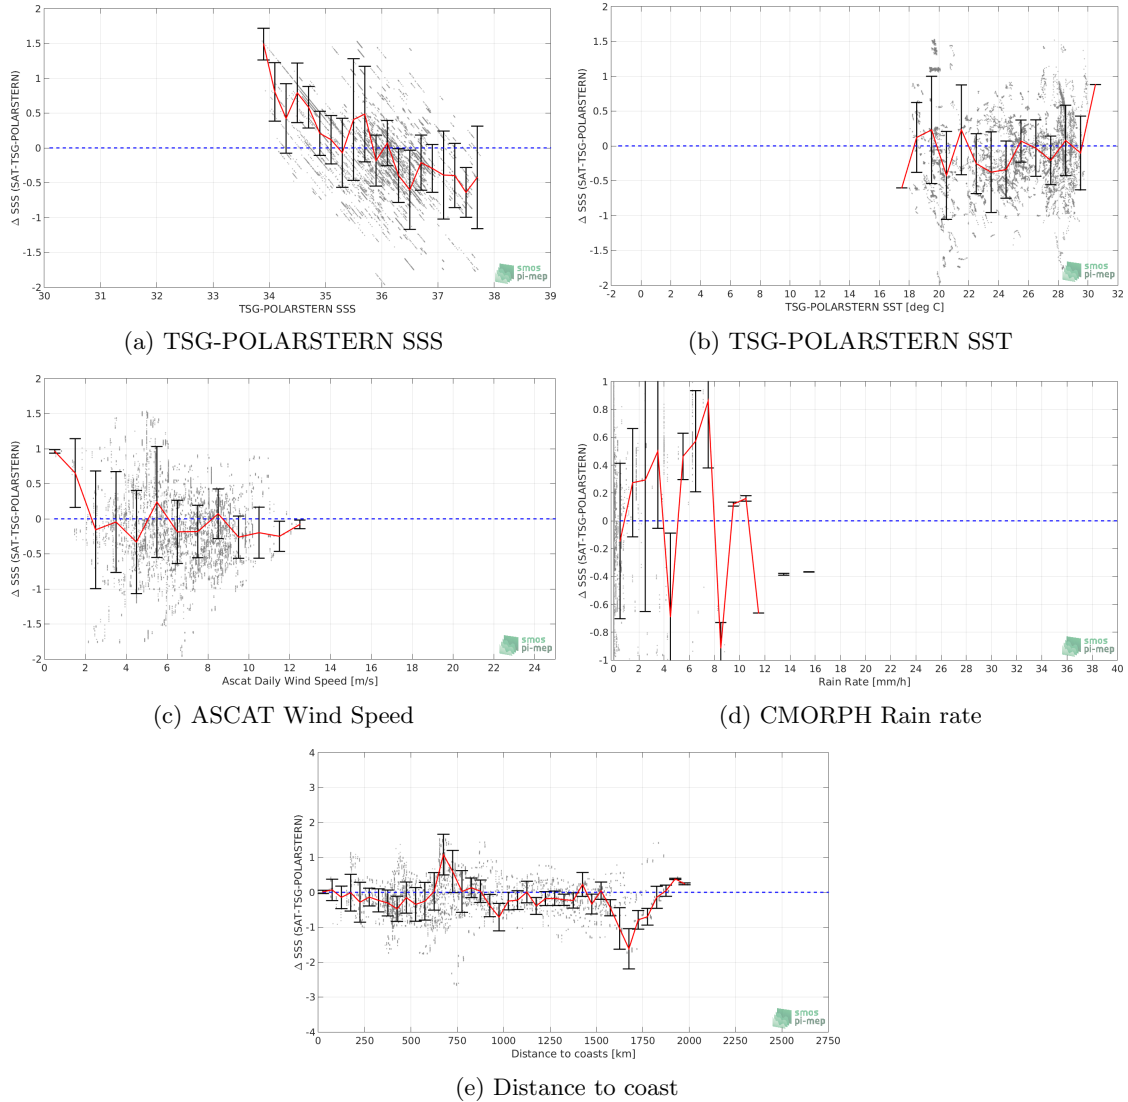 2
1.5
1
0.5
0
-0.5
-1
-1.5
-2
Δ SSS (SAT-TSG-POLARSTERN)
30 31 32 33 34 35 36 37 38 39
TSG-POLARSTERN SSS
smos
pi-mep
(a) TSG-POLARSTERN SSS
2
1.5
1
0.5
0
-0.5
-1
-1.5
-2
Δ SSS (SAT-TSG-POLARSTERN)
-2 0 2 4 6 8 10 12 14 16 18 20 22 24 26 28 30 32
TSG-POLARSTERN SST [deg C]
smos
pi-mep
(b) TSG-POLARSTERN SST
2
1.5
1
0.5
0
-0.5
-1
-1.5
-2
Δ SSS (SAT-TSG-POLARSTERN)
0 2 4 6 8 10 12 14 16 18 20 22 24
Ascat Daily Wind Speed [m/s]
smos
pi-mep
(c) ASCAT Wind Speed
1
0.8
0.6
0.4
0.2
0
-0.2
-0.4
-0.6
-0.8
-1
Δ SSS (SAT-TSG-POLARSTERN)
0 2 4 6 8 10 12 14 16 18 20 22 24 26 28 30 32 34 36 38 40
Rain Rate [mm/h]
smos
pi-mep
(d) CMORPH Rain rate
4
3
2
1
0
-1
-2
-3
-4
Δ SSS (SAT-TSG-POLARSTERN)
0 250 500 750 1000 1250 1500 1750 2000 2250 2500 2750
Distance to coasts [km]
smos
pi-mep
(e) Distance to coast